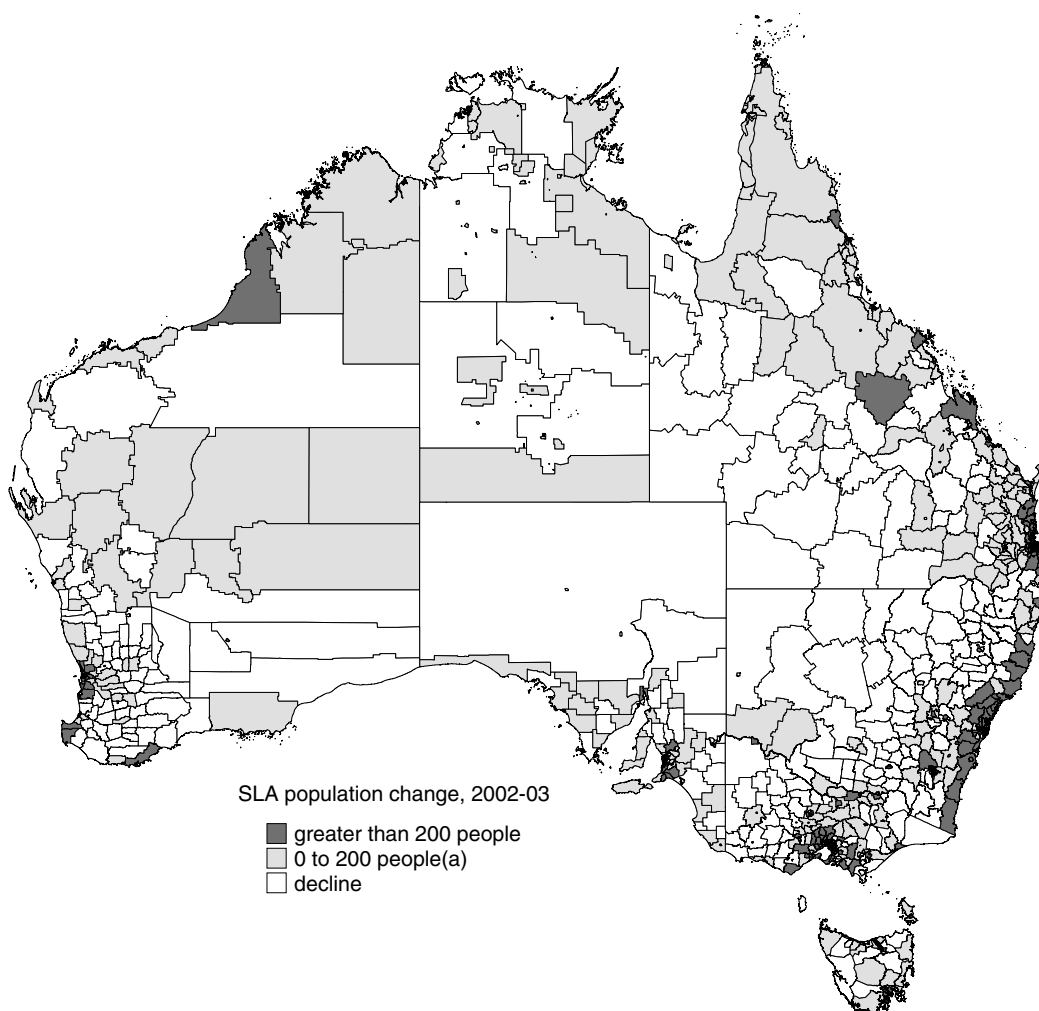 SLA population change, 2002-03
greater than 200 people
0 to 200 people(a)
decline